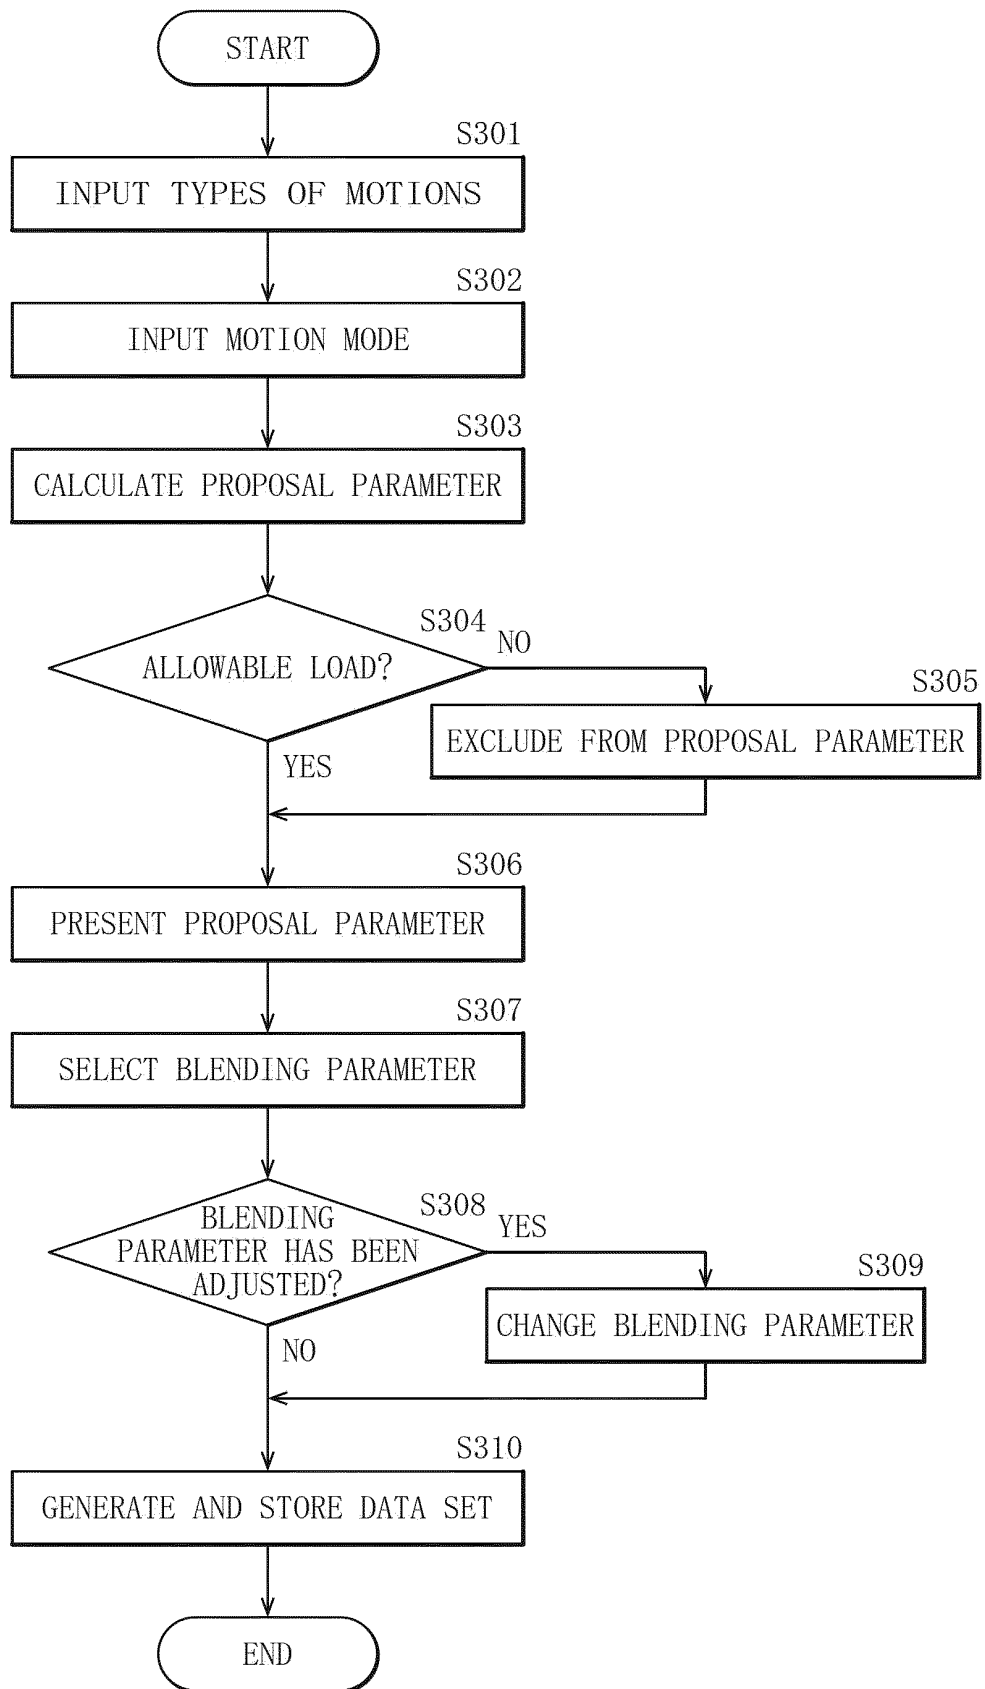 START
S301
INPUT TYPES OF MOTIONS
S302
INPUT MOTION MODE
S303
CALCULATE PROPOSAL PARAMETER
S304
ALLOWABLE LOAD?
NO
YES
S305
EXCLUDE FROM PROPOSAL PARAMETER
S306
PRESENT PROPOSAL PARAMETER
S307
SELECT BLENDING PARAMETER
S308
BLENDING
PARAMETER HAS BEEN
ADJUSTED?
YES
NO
S309
CHANGE BLENDING PARAMETER
S310
GENERATE AND STORE DATA SET
END